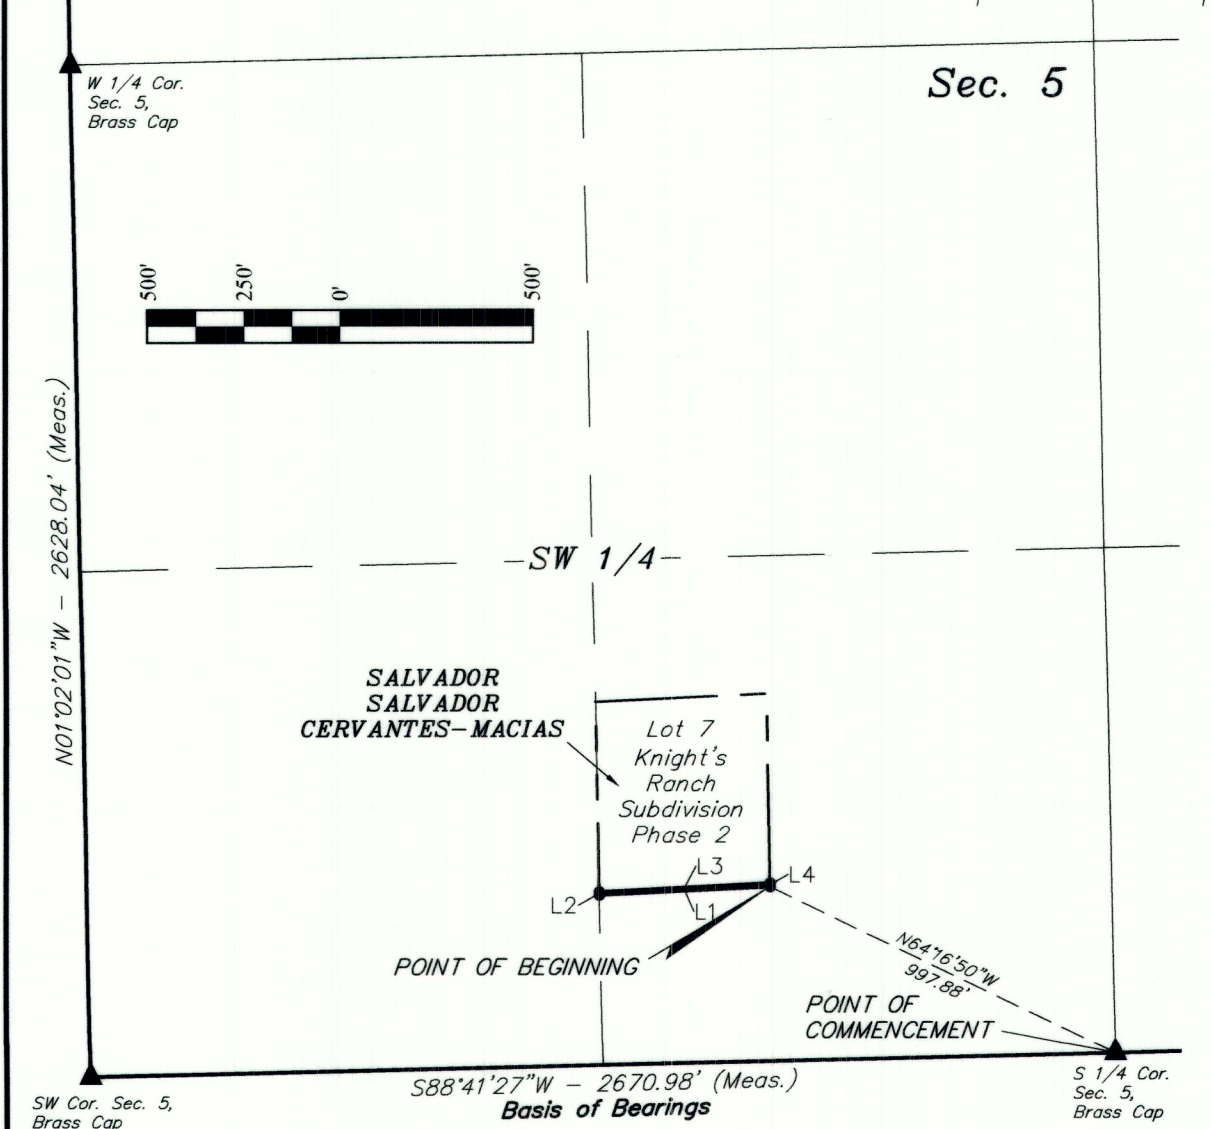 Sec. 5
W 1/4 Cor.
Sec. 5,
Brass Cap
500'
250'
0'
500'
N01°02'01"W - 2628.04' (Meas.)
SW 1/4
SALVADOR
SALVADOR
CERVANTES-MACIAS
Lot 7
Knight's
Ranch
Subdivision
Phase 2
L3
L4
L2
L1
POINT OF BEGINNING
N64°16'50"W
997.88'
POINT OF
COMMENCEMENT
S88°41'27"W - 2670.98' (Meas.)
Basis of Bearings
S 1/4 Cor.
Sec. 5,
Brass Cap
SW Cor. Sec. 5,
Brass Cap